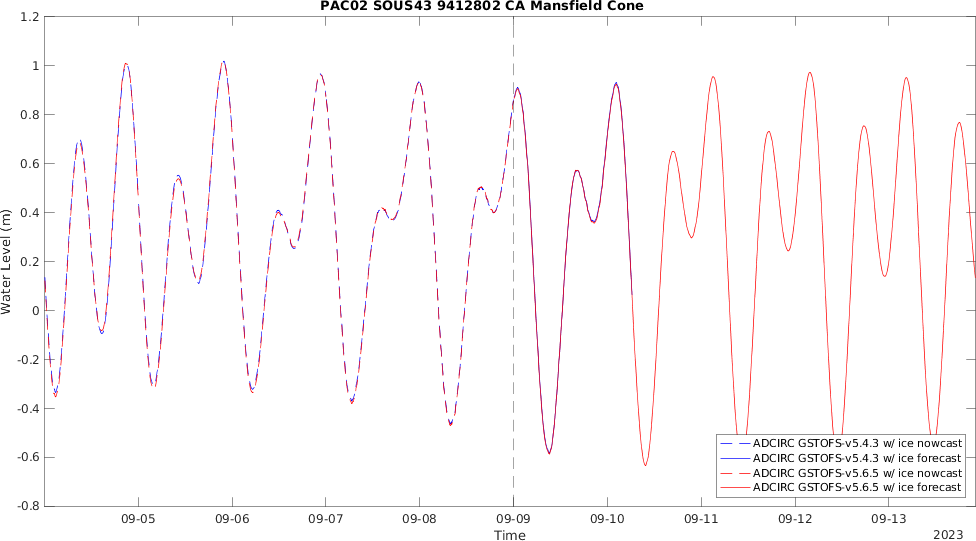 PAC02 SOUS43 9412802 CA Mansfield Cone
1.2
1
0.8
0.6
0.4
0.2
0
-0.2
-0.4
-0.6
-0.8
Water Level (m)
09-05 09-06 09-07 09-08 09-09 09-10 09-11 09-12 09-13
Time
2023
ADCIRC GSTOFS-v5.4.3 w/ ice nowcast
ADCIRC GSTOFS-v5.4.3 w/ ice forecast
ADCIRC GSTOFS-v5.6.5 w/ ice nowcast
ADCIRC GSTOFS-v5.6.5 w/ ice forecast